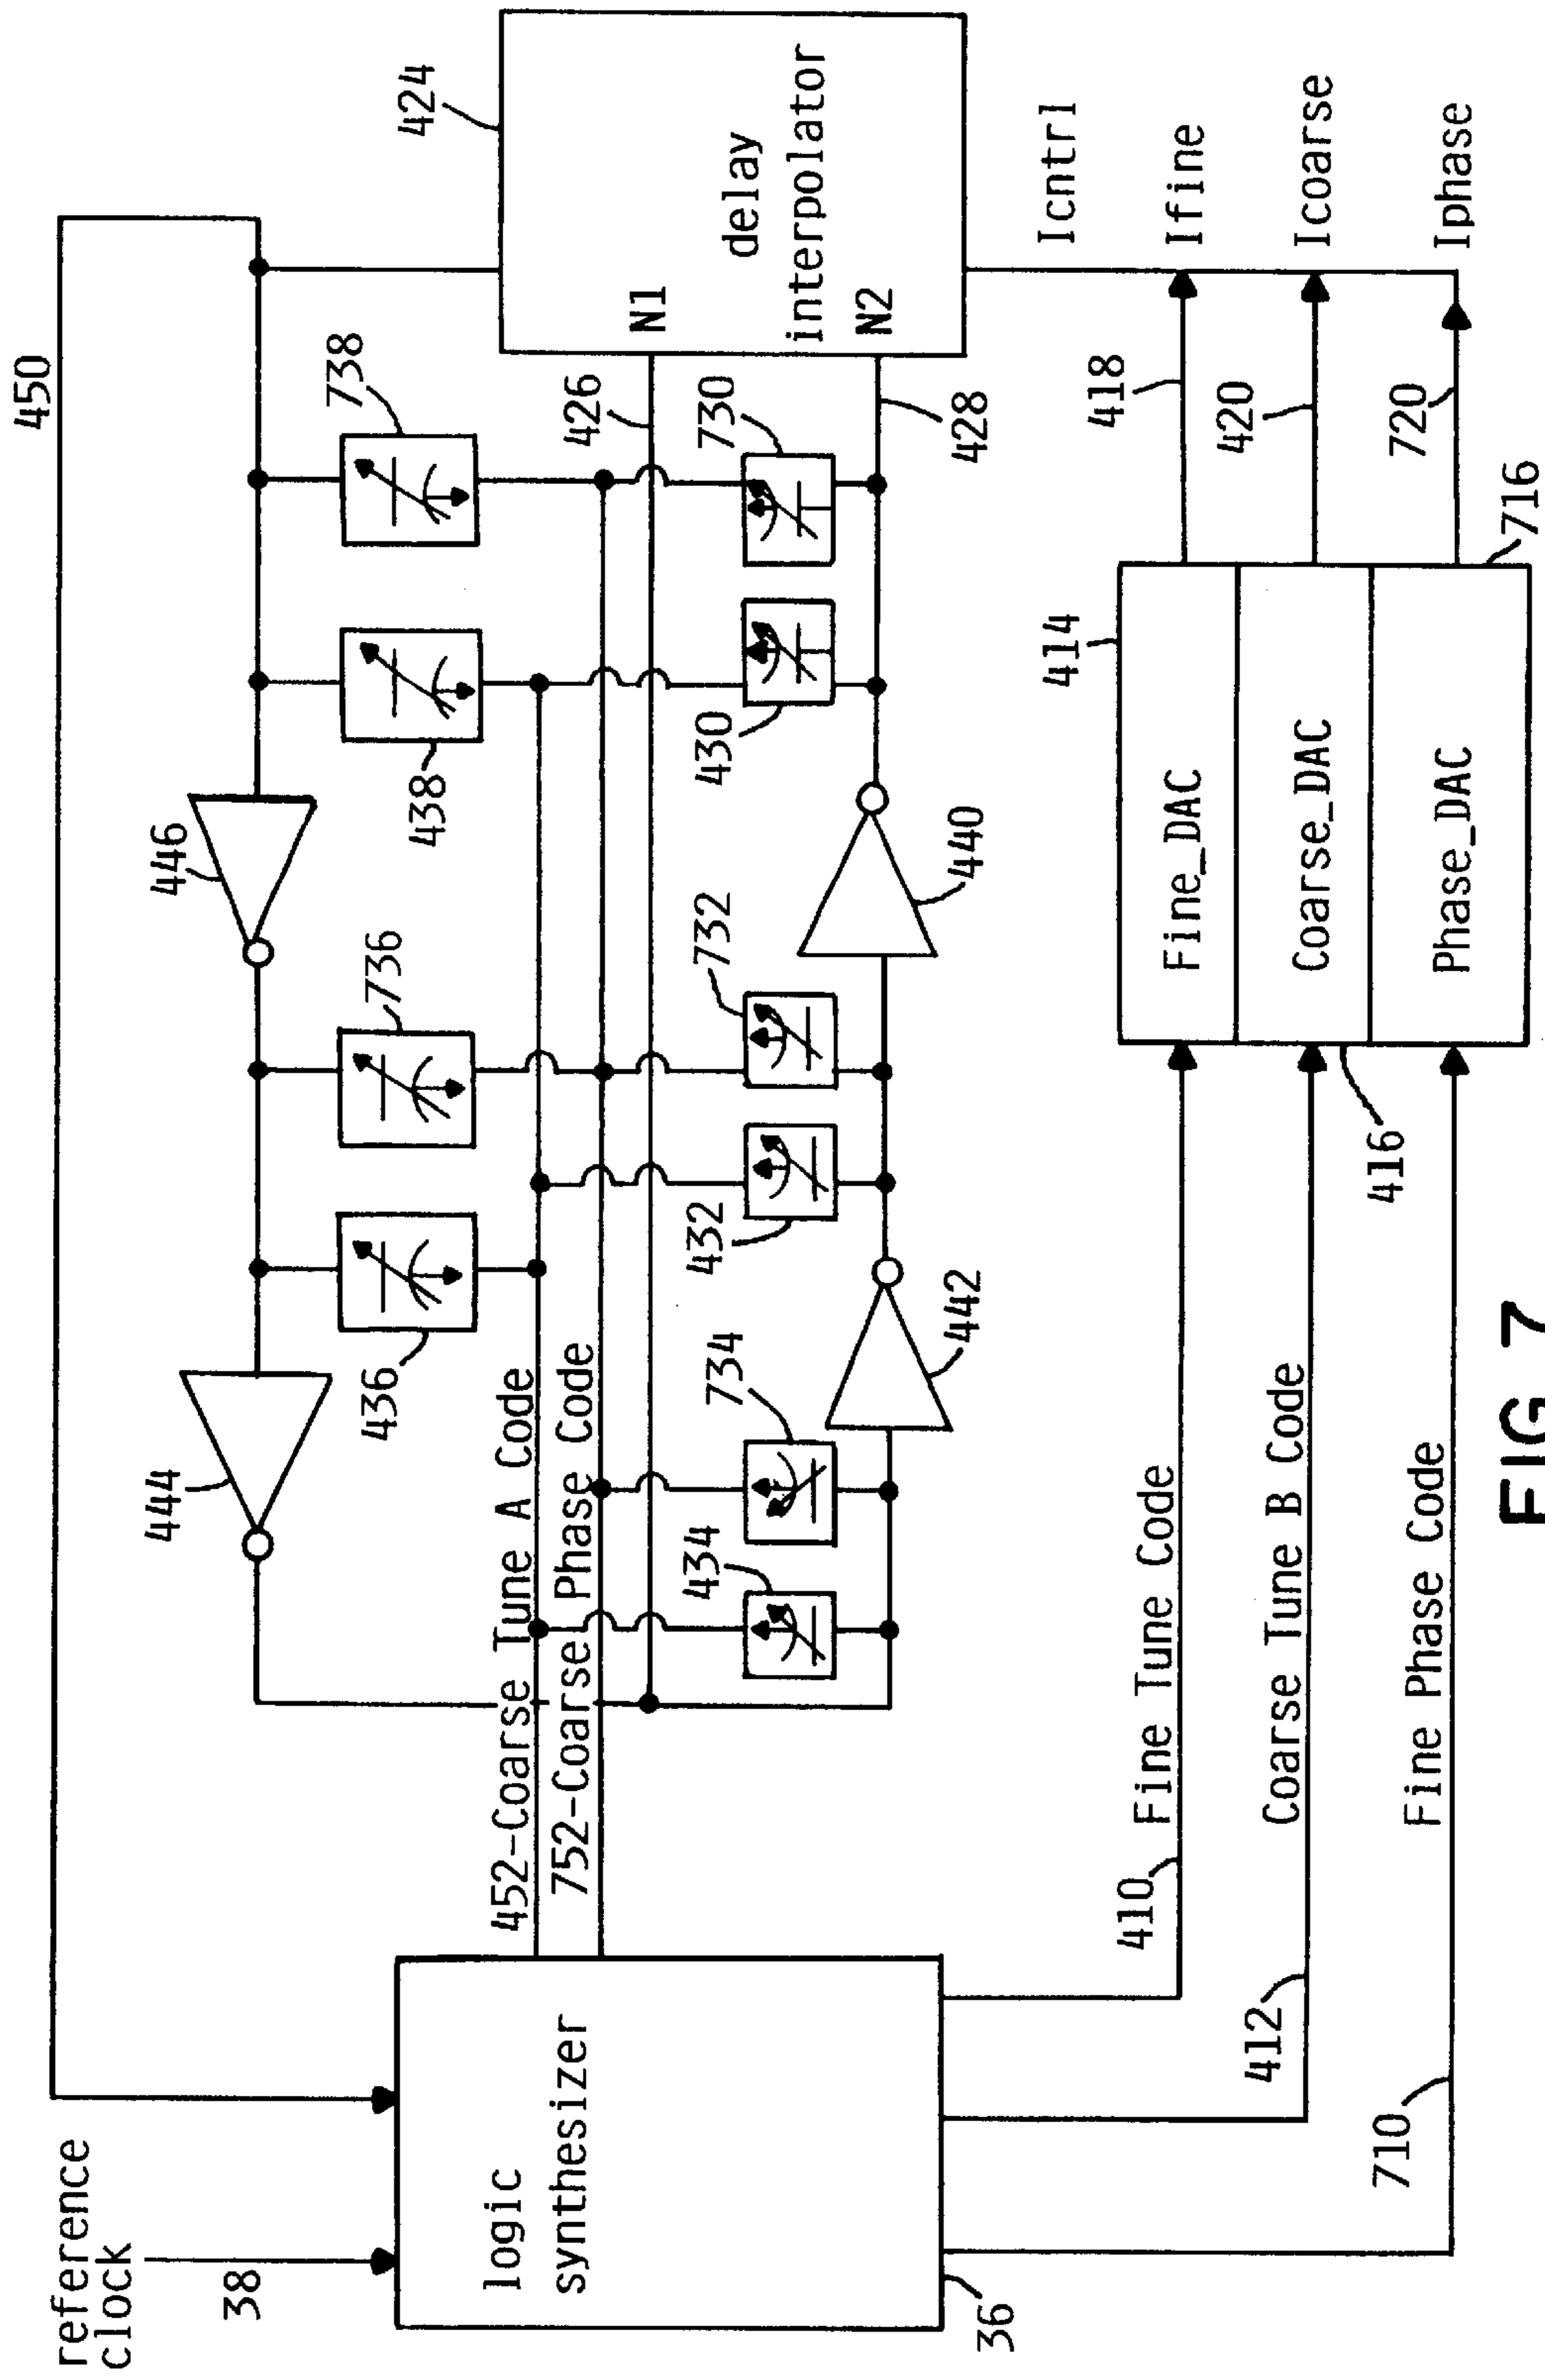 reference
clock
38
450
logic
synthesizer
36
452-Coarse Tune A Code
752-Coarse Phase Code
444
446
436
736
438
738
434
734
442
432
732
440
430
730
426
428
424
N1
N2
delay
interpolator
Icntrl
410
Fine Tune Code
412
Coarse Tune B Code
710
Fine Phase Code
414
Fine_DAC
416
Coarse_DAC
Phase_DAC
716
418
Ifine
420
Icoarse
720
Iphase
FIG 7